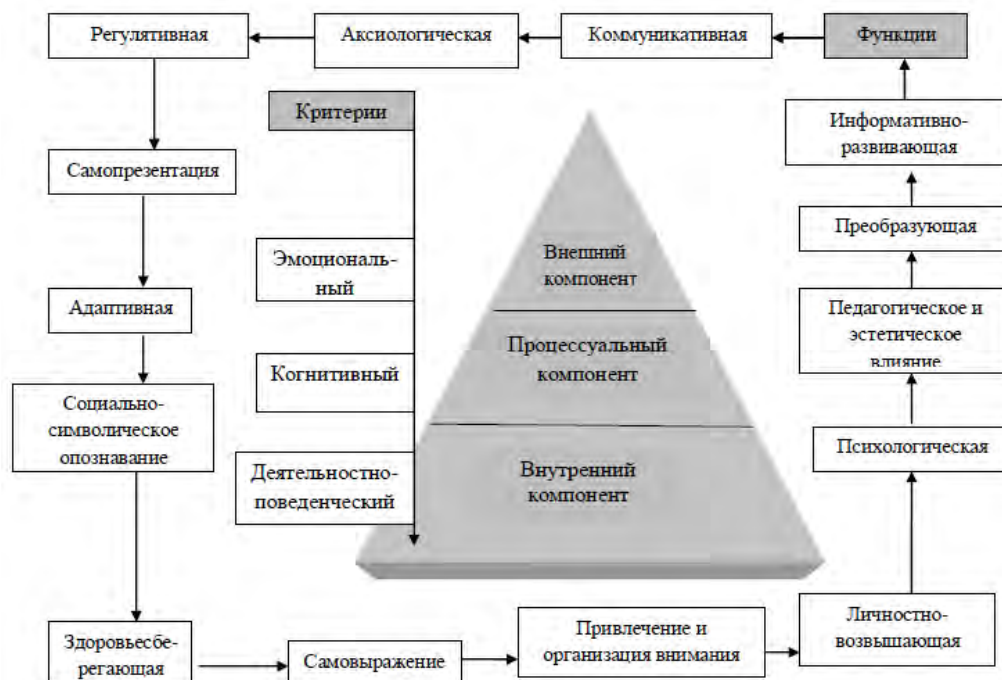 Регулятивная
Аксиологическая
Коммуникативная
Функции
Критерии
Информативно-
развивающая
Самопрезентация
Преобразующая
Эмоциональ-
ный
Внешний
компонент
Адаптивная
Педагогическое и
эстетическое
влияние
Процессуальный
компонент
Когнитивный
Социально-
символическое
опознавание
Психологическая
Деятельностно-
поведенческий
Внутренний
компонент
Здоровьесбе-
регающая
Самовыражение
Привлечение и
организация внимания
Личностно-
возвышающая